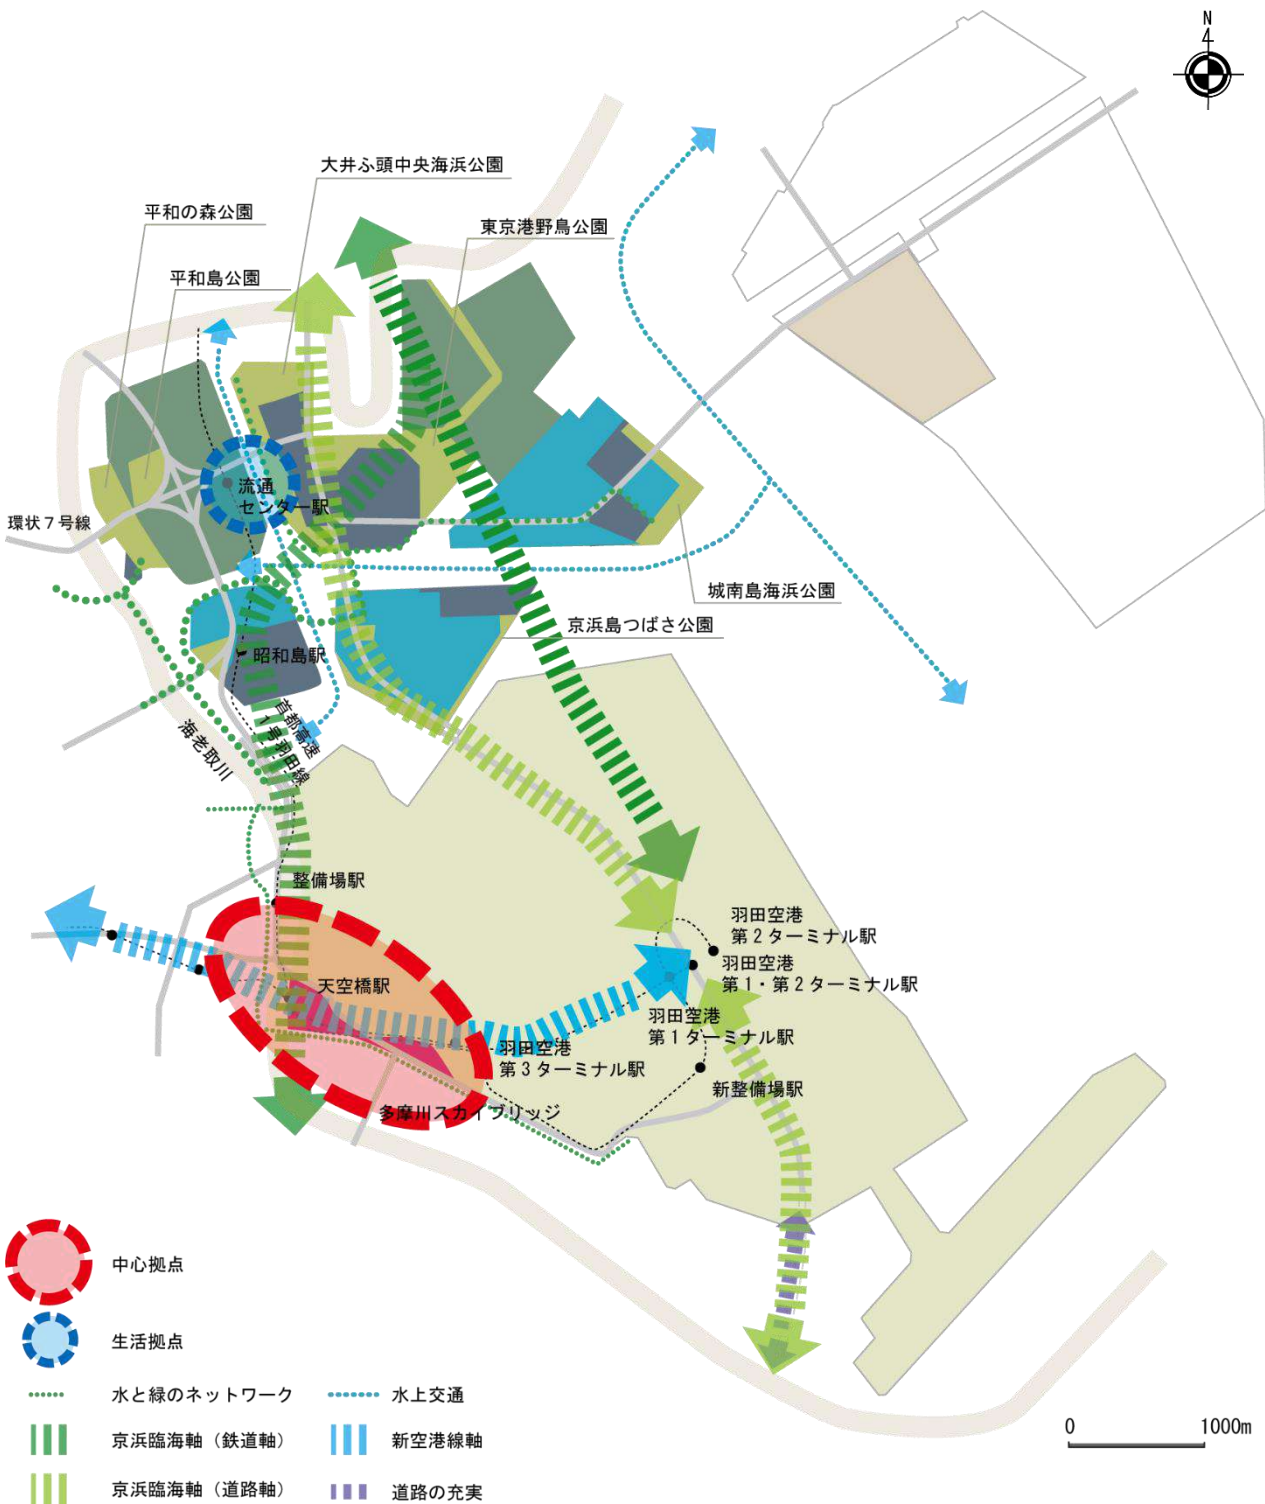 N
大井ふ頭中央海浜公園
平和の森公園
東京港野鳥公園
平和島公園
流通
センター駅
環状７号線
城南島海浜公園
京浜島つばさ公園
昭和島駅
首都高速
１号羽田線
海老取川
整備場駅
羽田空港
第２ターミナル駅
羽田空港
第１・第２ターミナル駅
天空橋駅
羽田空港
第１ターミナル駅
羽田空港
第３ターミナル駅
新整備場駅
多摩川スカイブリッジ
中心拠点
生活拠点
水と緑のネットワーク
水上交通
京浜臨海軸（鉄道軸）
新空港線軸
京浜臨海軸（道路軸）
道路の充実
0
1000m